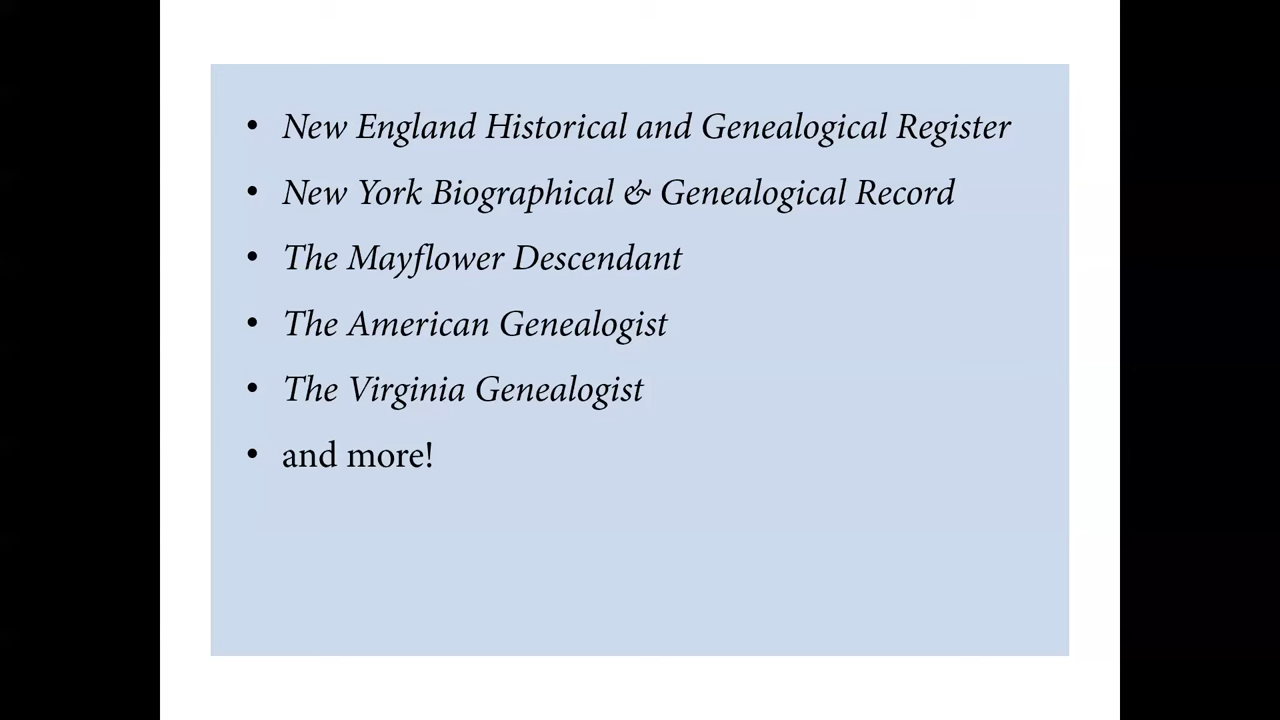 • New England Historical and Genealogical Register
• New York Biographical & Genealogical Record
• The Mayflower Descendant
• The American Genealogist
• The Virginia Genealogist
• and more!